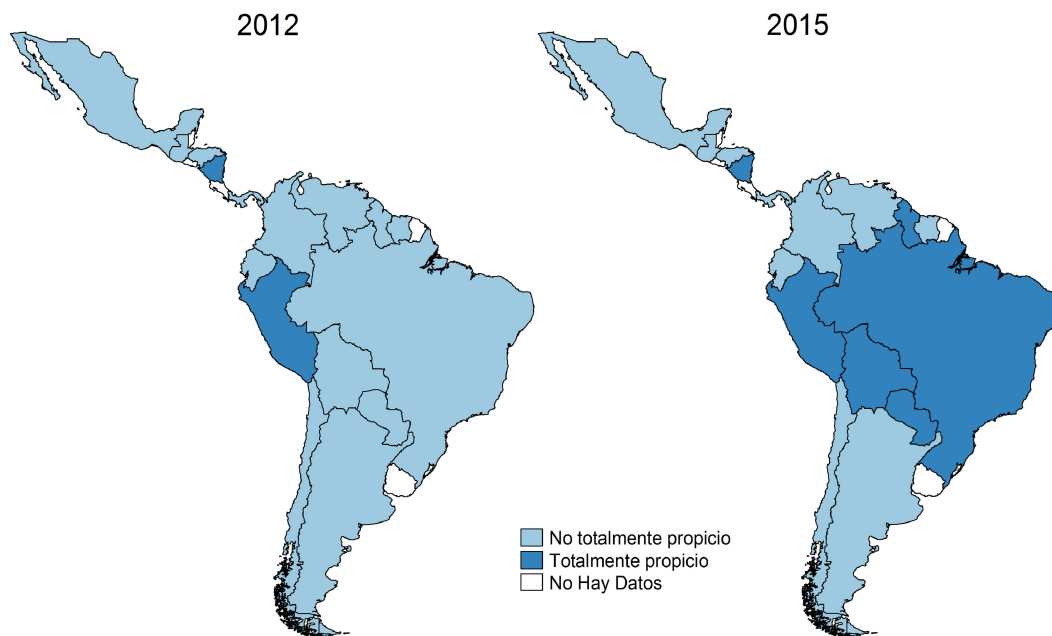 2012
2015
No totalmente propicio
Totalmente propicio
No Hay Datos